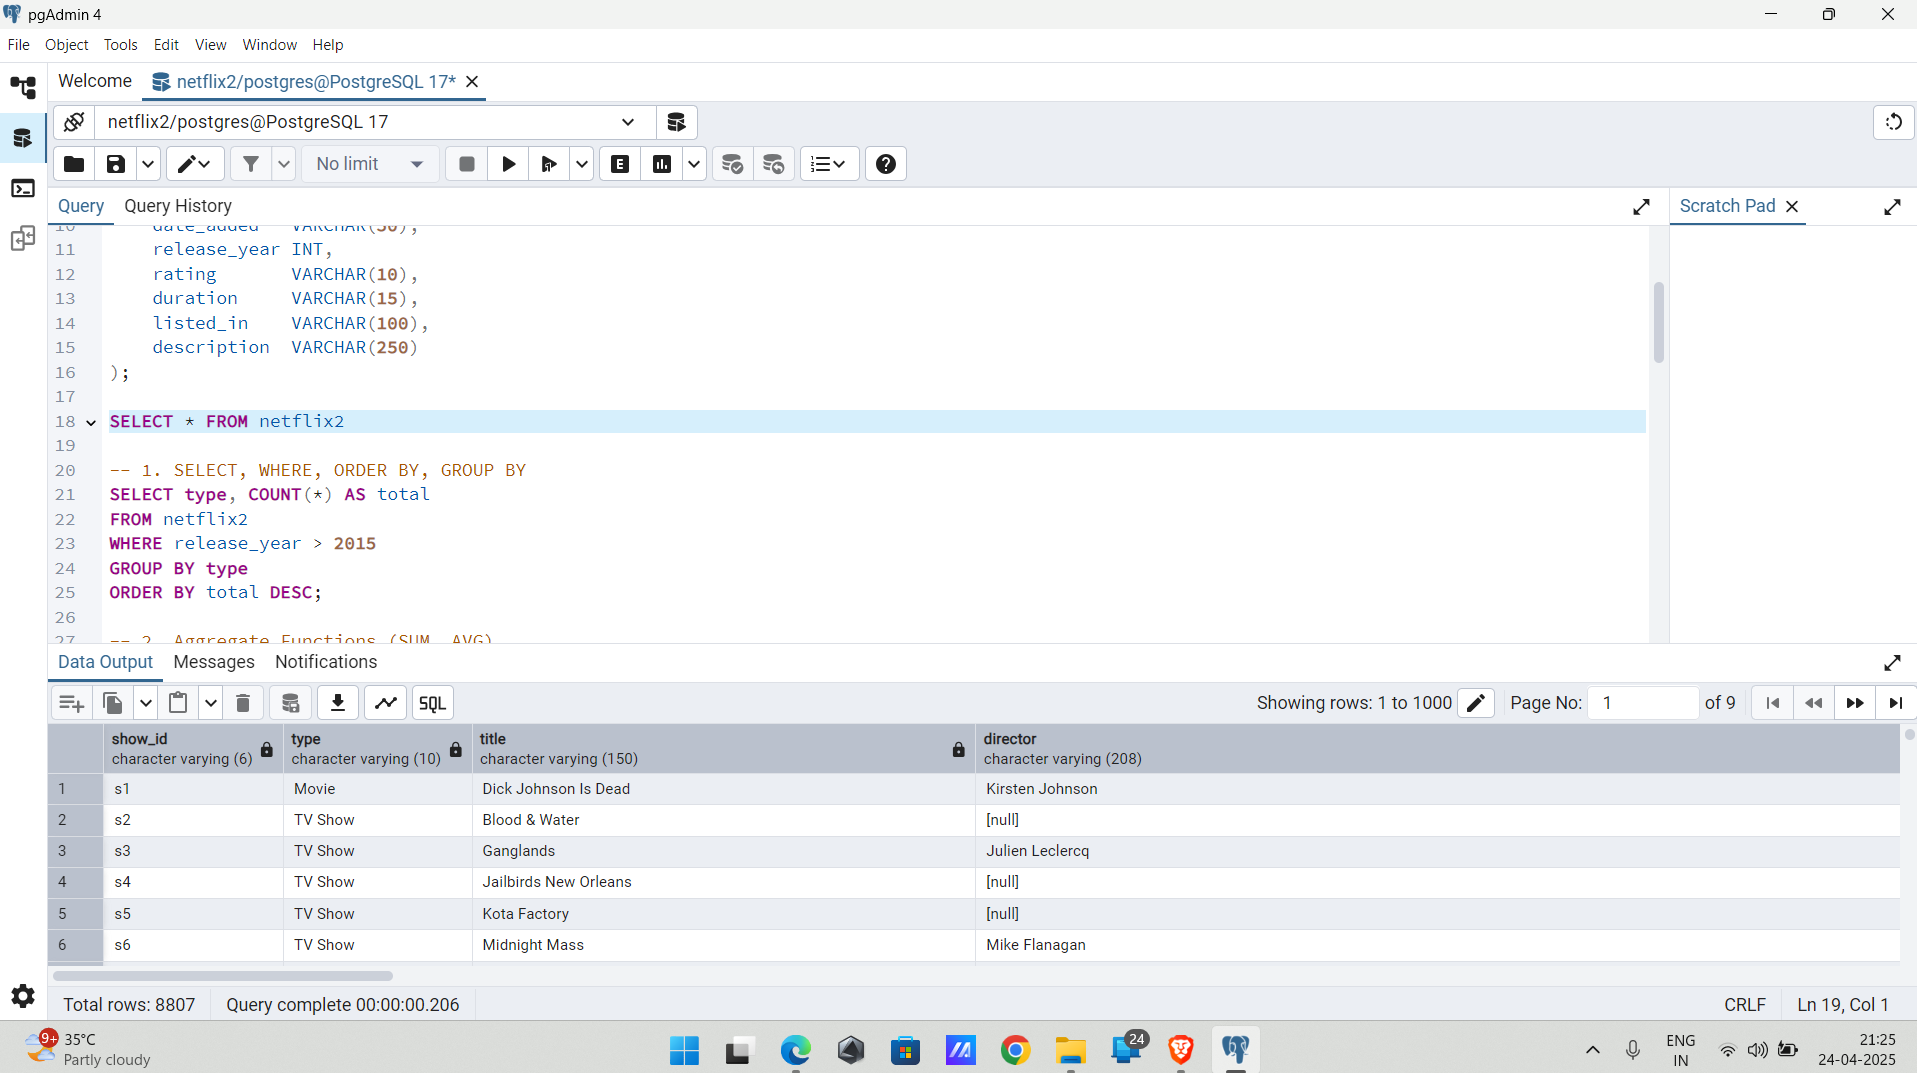 pgAdmin 4
File Object Tools Edit View Window Help
Welcome netflix2/postgres@PostgreSQL 17*
netflix2/postgres@PostgreSQL 17
No limit
E
Query Query History
Scratch Pad
10 date_added VARCHAR(50),
11 release_year INT,
12 rating VARCHAR(10),
13 duration VARCHAR(15),
14 listed_in VARCHAR(100),
15 description VARCHAR(250)
16 );
17
18 SELECT * FROM netflix2
19
20 -- 1. SELECT, WHERE, ORDER BY, GROUP BY
21 SELECT type, COUNT(*) AS total
22 FROM netflix2
23 WHERE release_year > 2015
24 GROUP BY type
25 ORDER BY total DESC;
26
27 -- 2. Aggregate Functions (SUM, AVG)
Data Output Messages Notifications
SQL Showing rows: 1 to 1000 Page No: 1 of 9
show_id type title director
character varying (6) character varying (10) character varying (150) character varying (208)
1 s1 Movie Dick Johnson Is Dead Kirsten Johnson
2 s2 TV Show Blood & Water [null]
3 s3 TV Show Ganglands Julien Leclercq
4 s4 TV Show Jailbirds New Orleans [null]
5 s5 TV Show Kota Factory [null]
6 s6 TV Show Midnight Mass Mike Flanagan
Total rows: 8807 Query complete 00:00:00.206 CRLF Ln 19, Col 1
9+ 35°C 24 ENG 21:25
Partly cloudy IN 24-04-2025